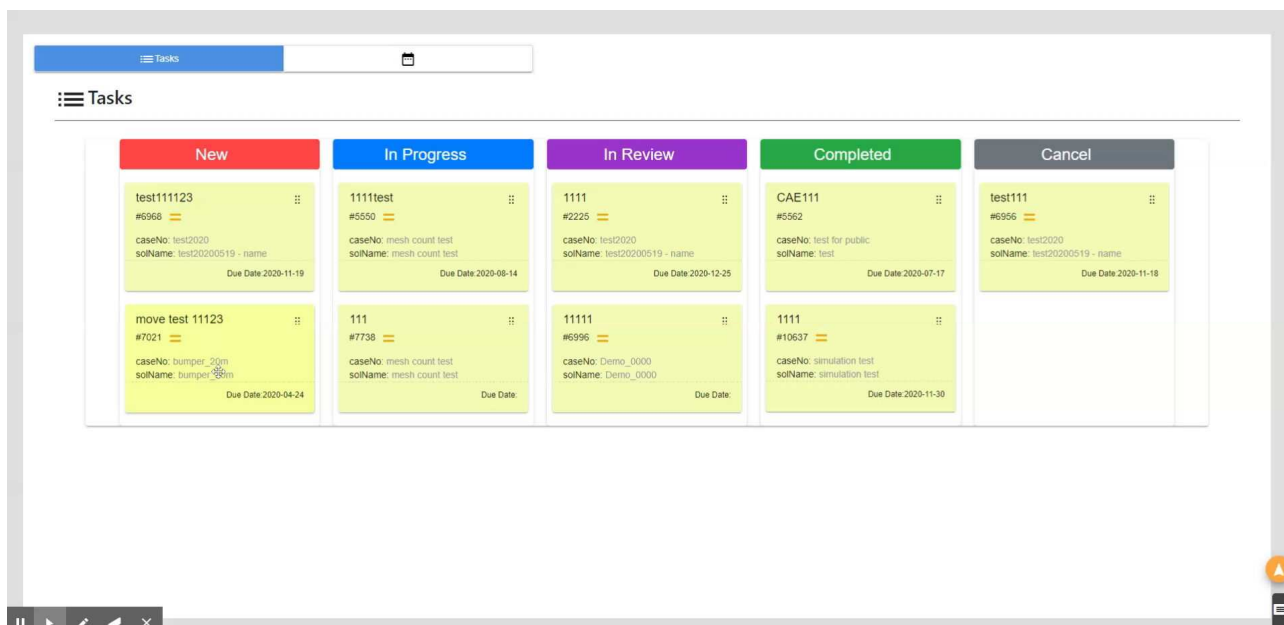 Tasks
Tasks
New
test111123
#6968
caseNo: test2020
solName: test20200519 - name
Due Date:2020-11-19
move test 11123
#7021
caseNo: bumper_20m
solName: bumper_20m
Due Date:2020-04-24
In Progress
1111test
#5550
caseNo: mesh count test
solName: mesh count test
Due Date:2020-08-14
111
#7738
caseNo: mesh count test
solName: mesh count test
Due Date:
In Review
1111
#2225
caseNo: test2020
solName: test20200519 - name
Due Date:2020-12-25
11111
#6996
caseNo: Demo_0000
solName: Demo_0000
Due Date:
Completed
CAE111
#5562
caseNo: test for public
solName: test
Due Date:2020-07-17
1111
#10637
caseNo: simulation test
solName: simulation test
Due Date:2020-11-30
Cancel
test111
#6956
caseNo: test2020
solName: test20200519 - name
Due Date:2020-11-18